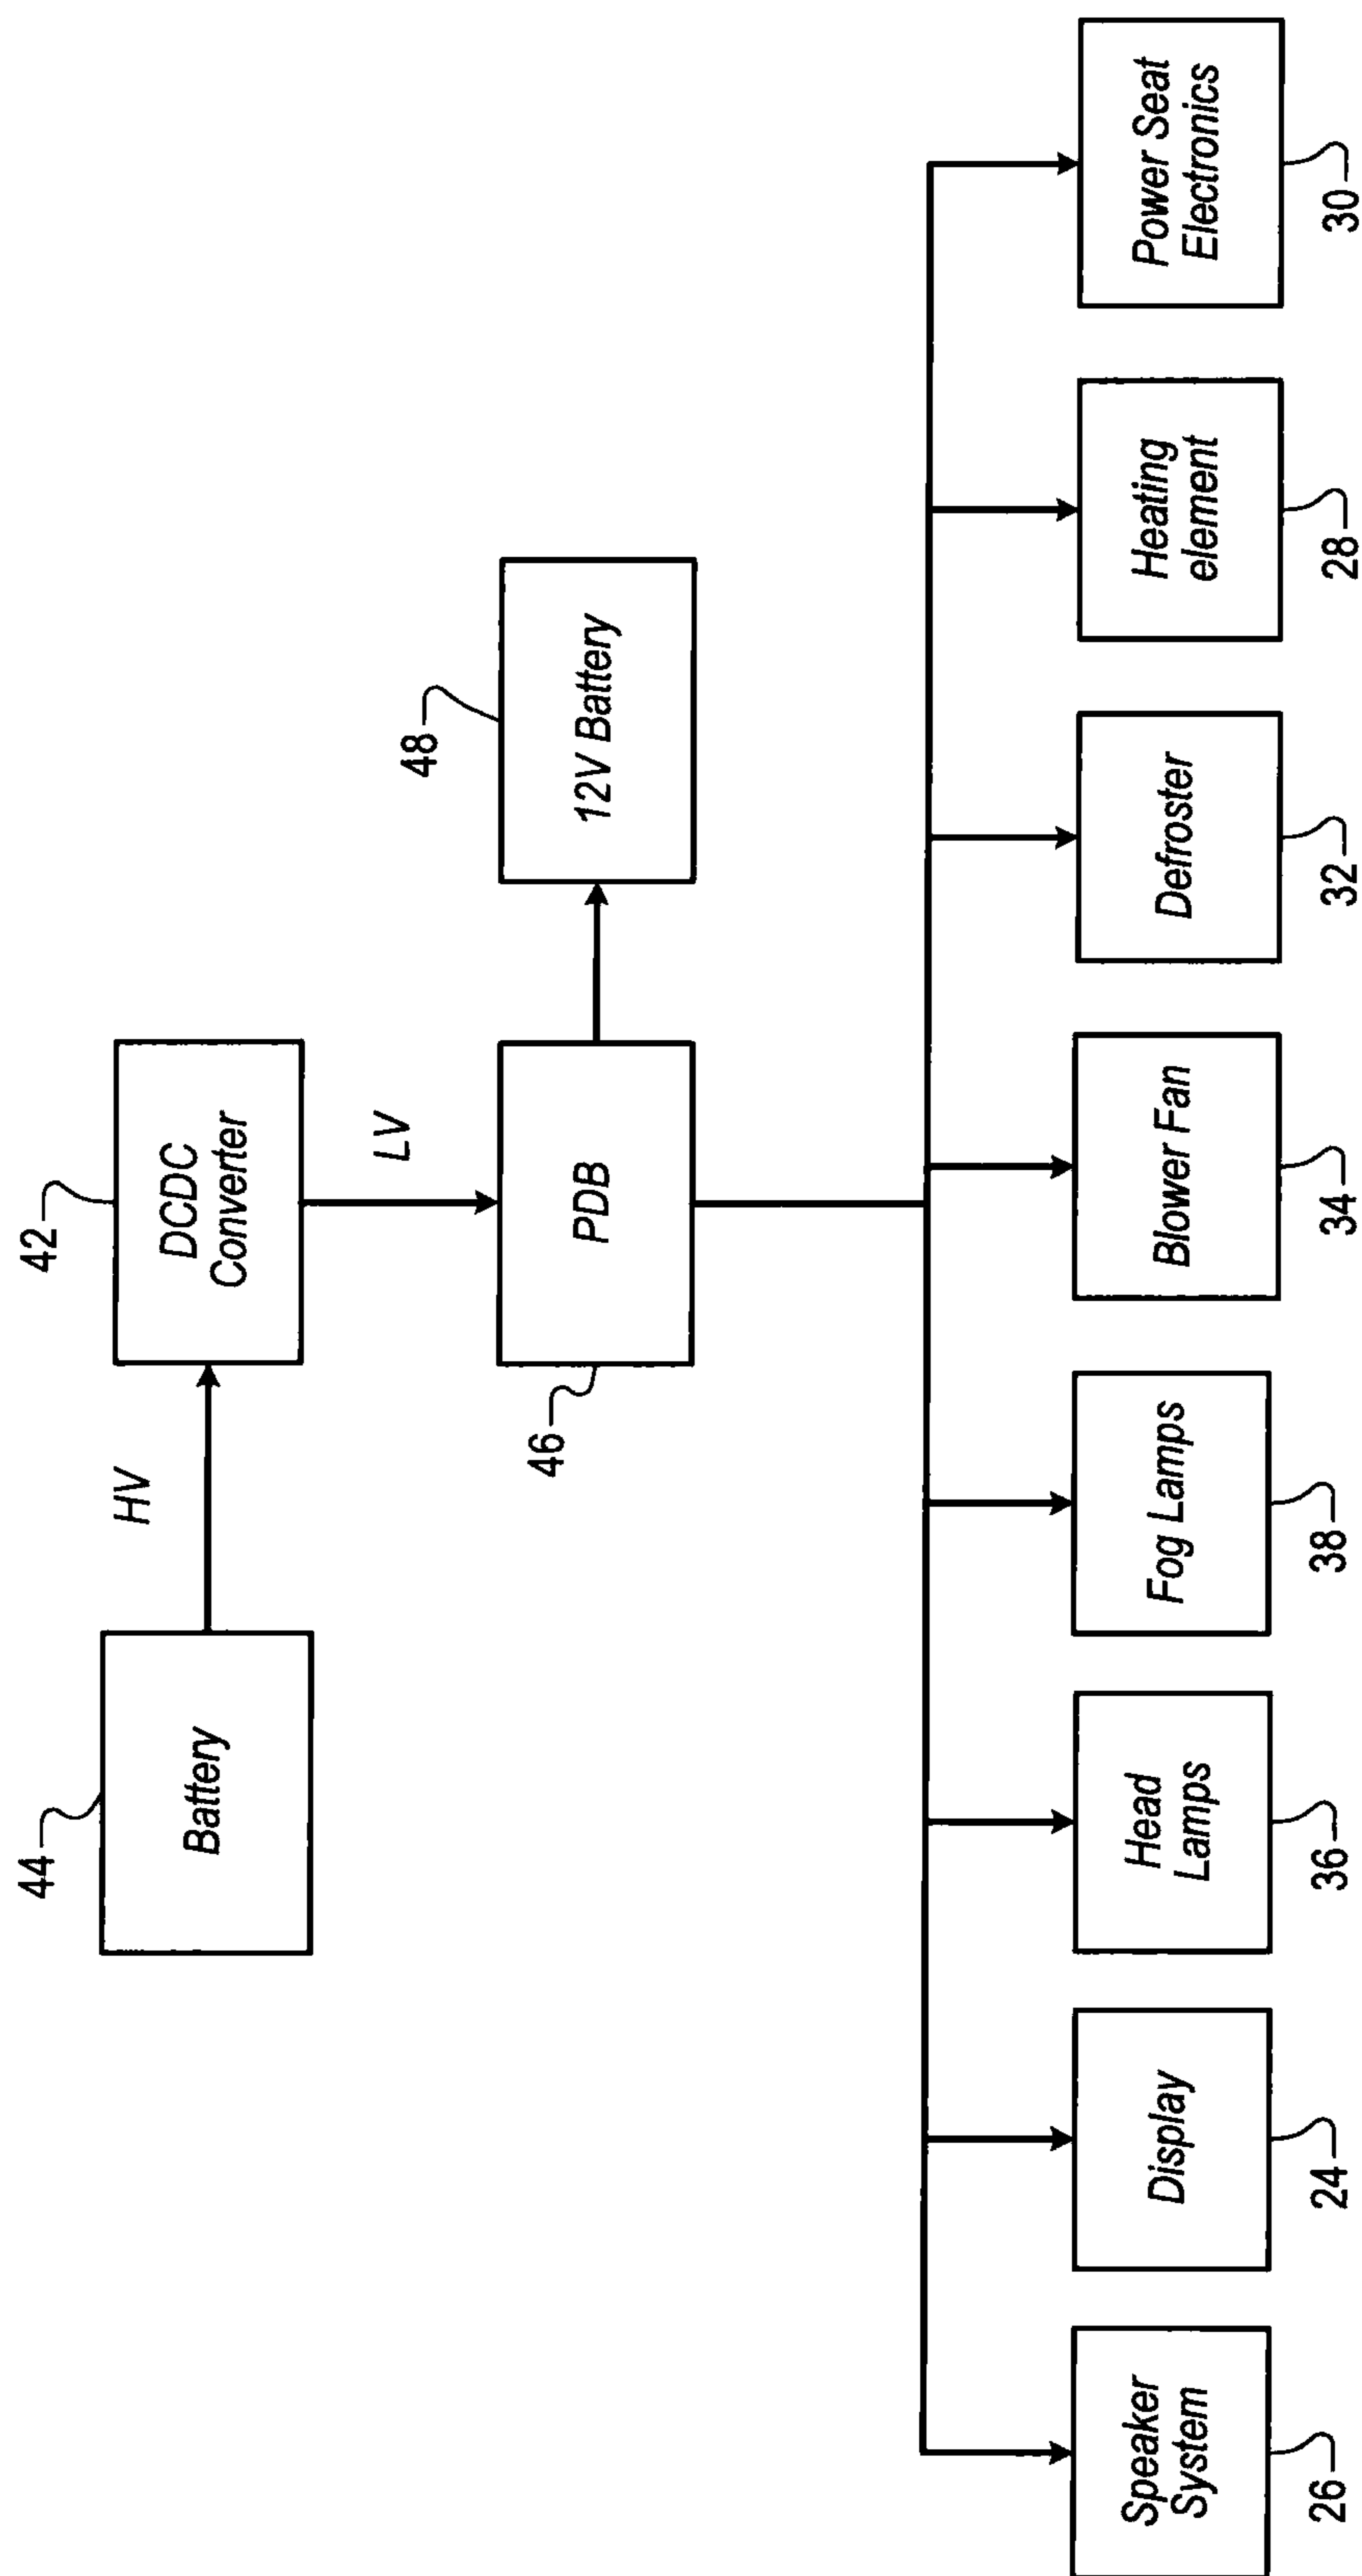 44
Battery
HV
42
DCDC
Converter
LV
46
PDB
48
12V Battery
Speaker
System
26
Display
24
Head
Lamps
36
Fog Lamps
38
Blower Fan
34
Defroster
32
Heating
element
28
Power Seat
Electronics
30